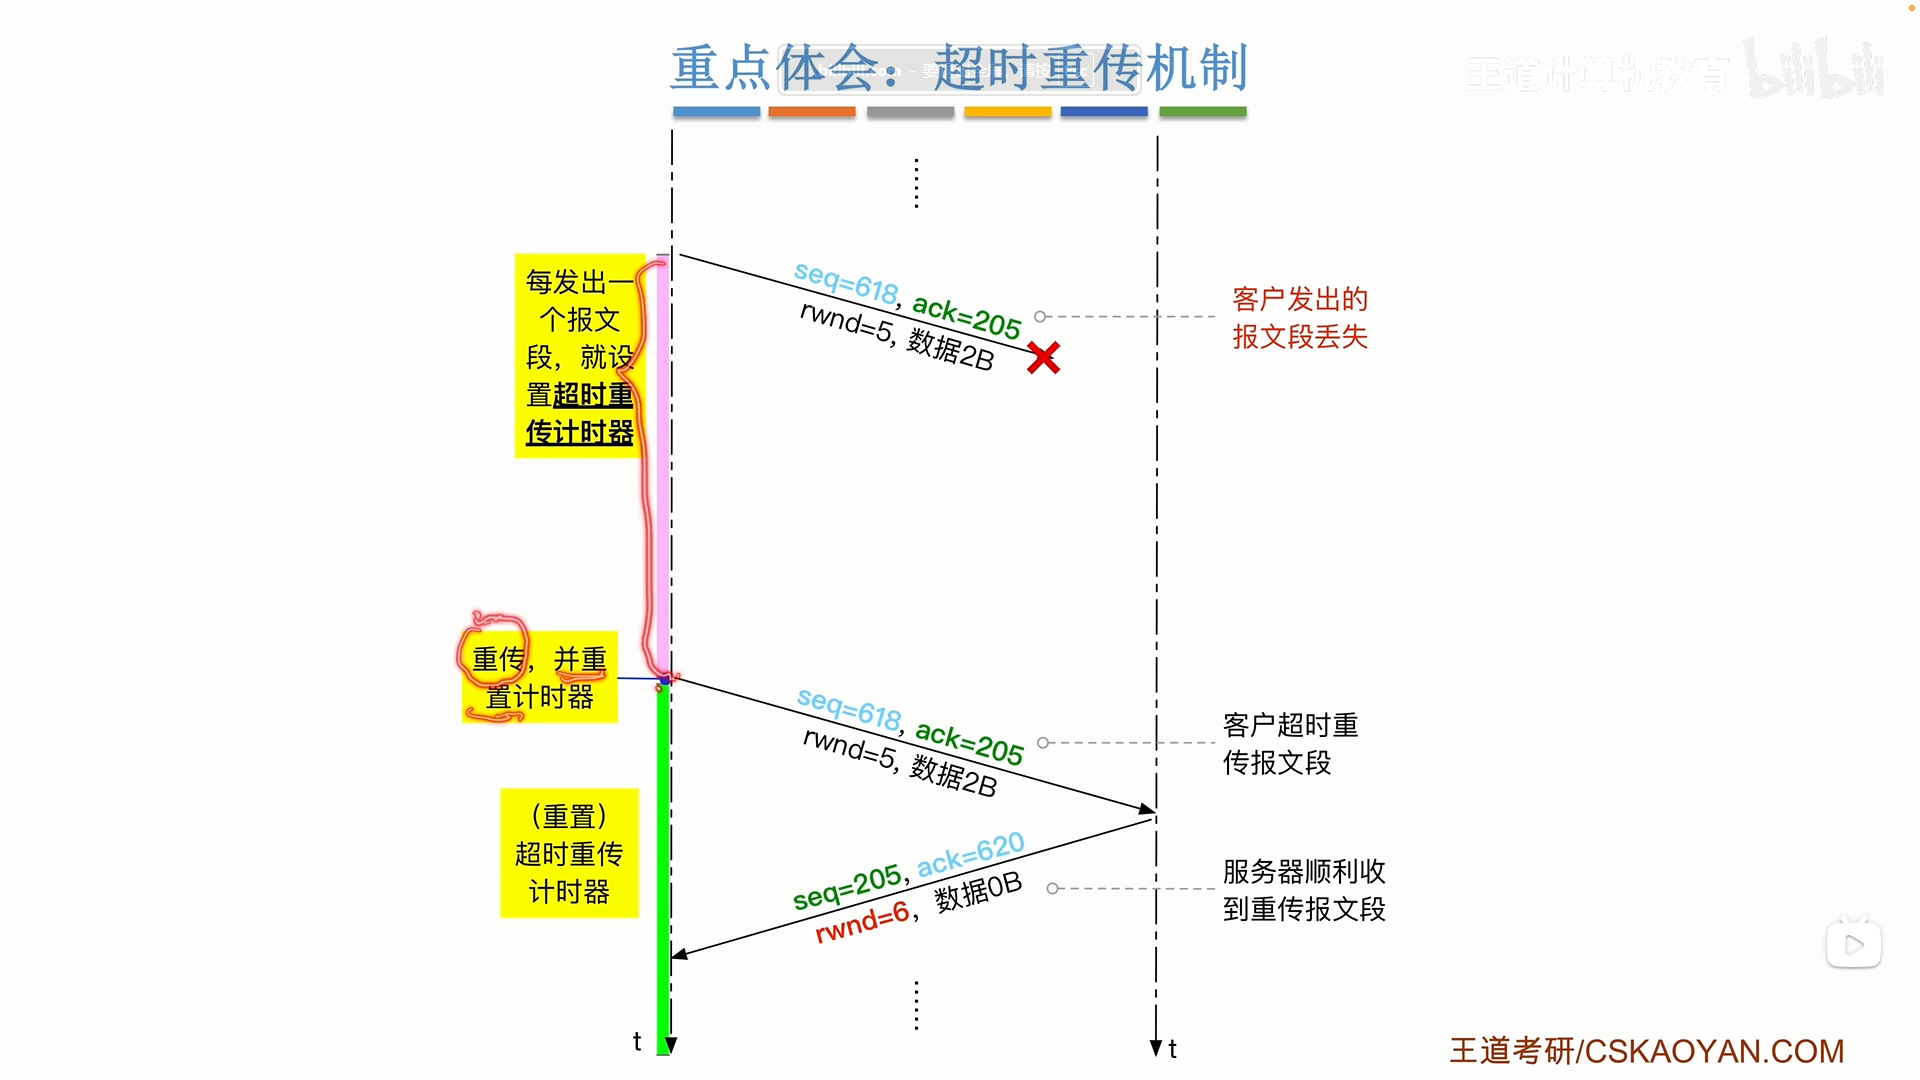 重点体会：超时重传机制
王道计算机教育
bilibili
每发出一
个报文
段，就设
置超时重
传计时器
seq=618, ack=205
rwnd=5, 数据2B
客户发出的
报文段丢失
重传，并重
置计时器
seq=618, ack=205
rwnd=5, 数据2B
客户超时重
传报文段
（重置）
超时重传
计时器
seq=205, ack=620
rwnd=6, 数据0B
服务器顺利收
到重传报文段
t
t
王道考研/CSKAOYAN.COM